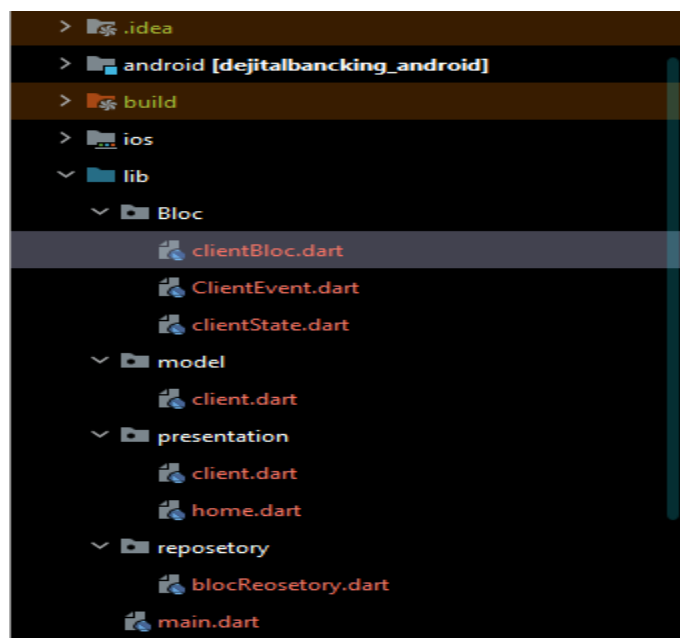 .idea
android [dejitalbancking_android]
build
ios
lib
Bloc
clientBloc.dart
ClientEvent.dart
clientState.dart
model
client.dart
presentation
client.dart
home.dart
reposetory
blocReosetory.dart
main.dart